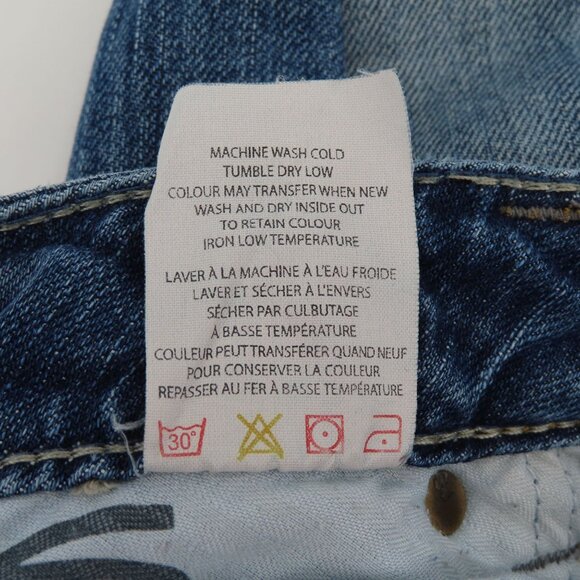 MACHINE WASH COLD
TUMBLE DRY LOW
COLOUR MAY TRANSFER WHEN NEW
WASH AND DRY INSIDE OUT
TO RETAIN COLOUR
IRON LOW TEMPERATURE
LAVER À LA MACHINE À L'EAU FROIDE
LAVER ET SÉCHER À L'ENVERS
SÉCHER PAR CULBUTAGE
À BASSE TEMPÉRATURE
COULEUR PEUT TRANSFÉRER QUAND NEUF
POUR CONSERVER LA COULEUR
REPASSER AU FER À BASSE TEMPÉRATURE
30°